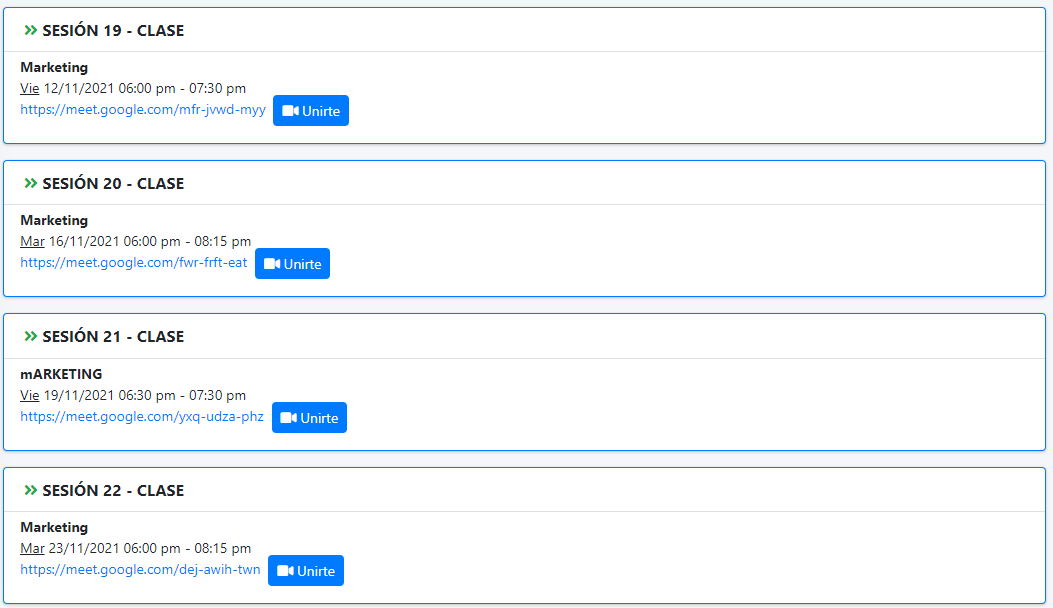 SESIÓN 19 - CLASE
Marketing
Vie 12/11/2021 06:00 pm - 07:30 pm
https://meet.google.com/mfr-jvwd-myy Unirte
SESIÓN 20 - CLASE
Marketing
Mar 16/11/2021 06:00 pm - 08:15 pm
https://meet.google.com/fwr-frft-eat Unirte
SESIÓN 21 - CLASE
mARKETING
Vie 19/11/2021 06:30 pm - 07:30 pm
https://meet.google.com/yxq-udza-phz Unirte
SESIÓN 22 - CLASE
Marketing
Mar 23/11/2021 06:00 pm - 08:15 pm
https://meet.google.com/dej-awih-twn Unirte